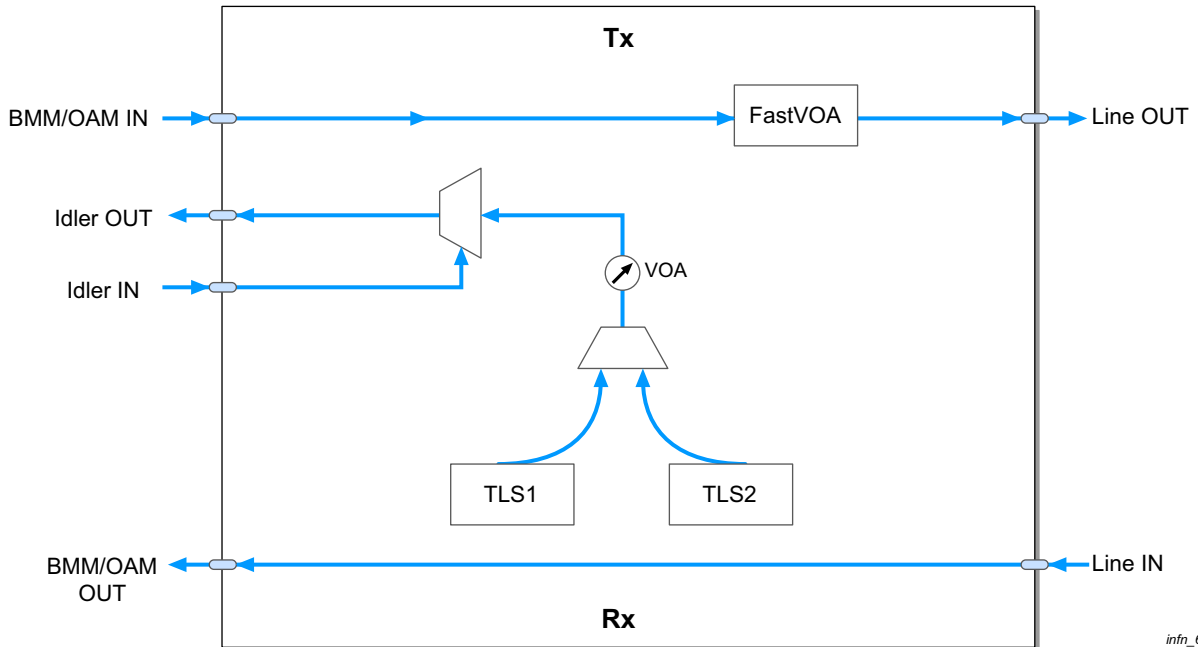 Tx
BMM/OAM IN
FastVOA
Line OUT
Idler OUT
VOA
Idler IN
TLS1
TLS2
BMM/OAM
OUT
Line IN
Rx